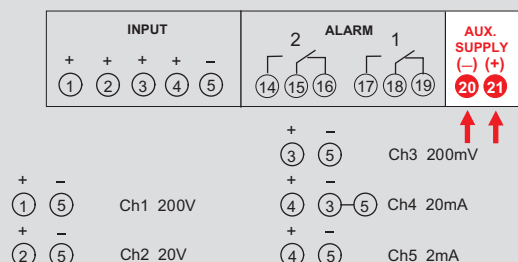 INPUT
ALARM
AUX.
SUPPLY
2
1
(–) (+)
+ + + + –
1 2 3 4 5
14 15 16 17 18 19
20 21
+ –
3 5 Ch3 200mV
+ –
1 5 Ch1 200V
+ –
4 3 5 Ch4 20mA
+ –
2 5 Ch2 20V
+ –
4 5 Ch5 2mA